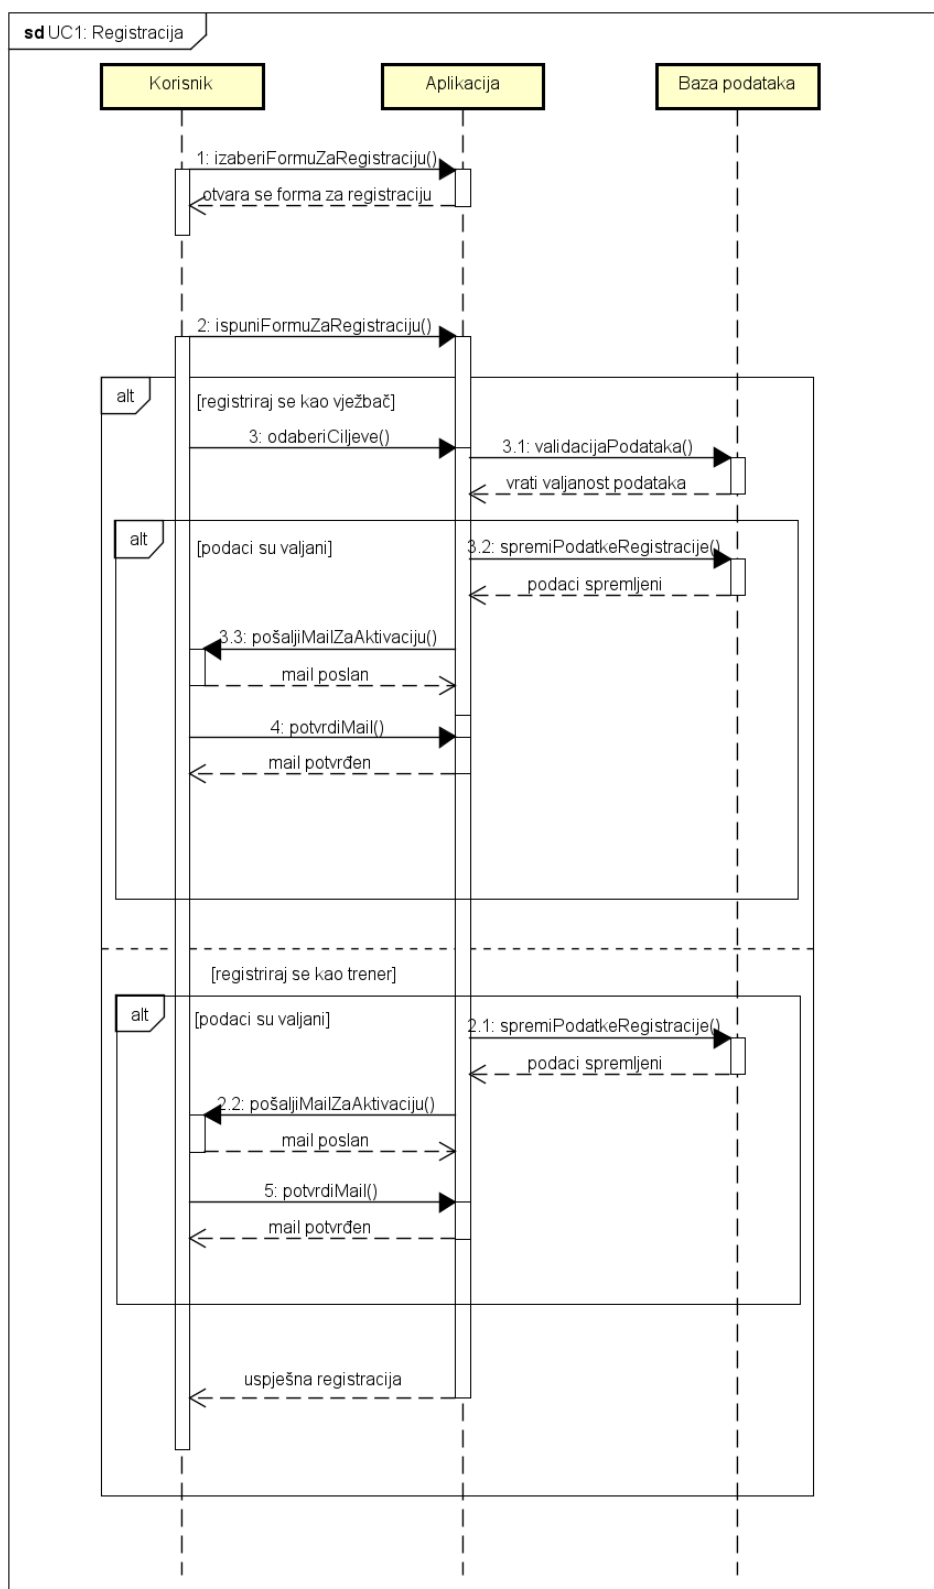 sd UC1: Registracija
Korisnik
Aplikacija
Baza podataka
1: izaberiFormuZaRegistraciju()
otvara se forma za registraciju
2: ispuniFormuZaRegistraciju()
alt
[registriraj se kao vježbač]
3: odaberiCiljeve()
3.1: validacijaPodataka()
vrati valjanost podataka
alt
[podaci su valjani]
3.2: spremiPodatkeRegistracije()
podaci spremljeni
3.3: pošaljiMailZaAktivaciju()
mail poslan
4: potvrdiMail()
mail potvrđen
[registriraj se kao trener]
alt
[podaci su valjani]
2.1: spremiPodatkeRegistracije()
podaci spremljeni
2.2: pošaljiMailZaAktivaciju()
mail poslan
5: potvrdiMail()
mail potvrđen
uspješna registracija